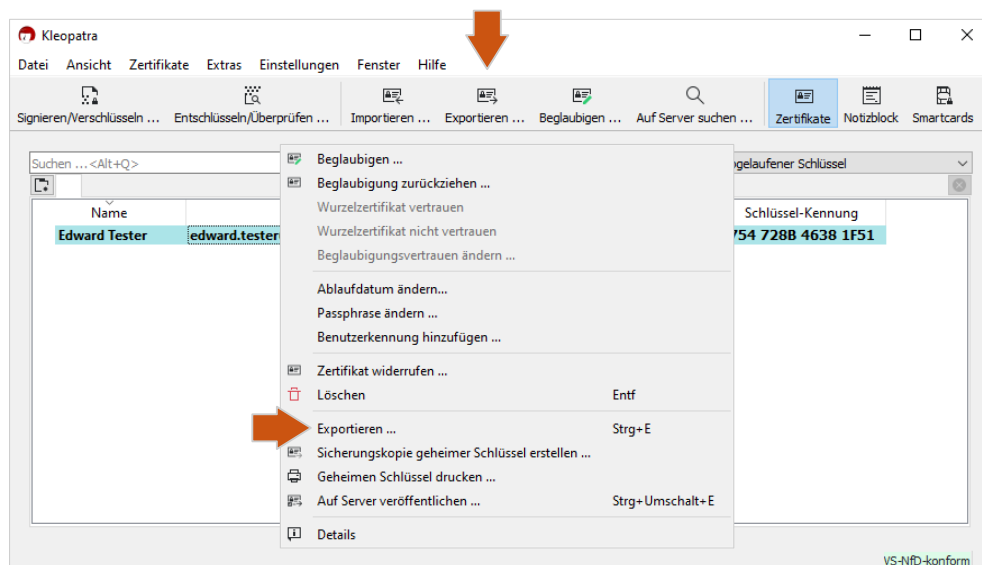 Kleopatra
Datei Ansicht Zertifikate Extras Einstellungen Fenster Hilfe
Signieren/Verschlüsseln ... Entschlüsseln/Überprüfen ... Importieren ... Exportieren ... Beglaubigen ... Auf Server suchen ... Zertifikate Notizblock Smartcards
Suchen ...<Alt+Q> Schlüssel
Name Schlüssel-Kennung
Edward Tester edward.tester 754 728B 4638 1F51
Beglaubigen ...
Beglaubigung zurückziehen ...
Wurzelzertifikat vertrauen
Wurzelzertifikat nicht vertrauen
Beglaubigungsvertrauen ändern ...
Ablaufdatum ändern...
Passphrase ändern ...
Benutzerkennung hinzufügen ...
Zertifikat widerrufen ...
Löschen Entf
Exportieren ... Strg+E
Sicherungskopie geheimer Schlüssel erstellen ...
Geheimen Schlüssel drucken ...
Auf Server veröffentlichen ... Strg+Umschalt+E
Details
VS-NfD-konform